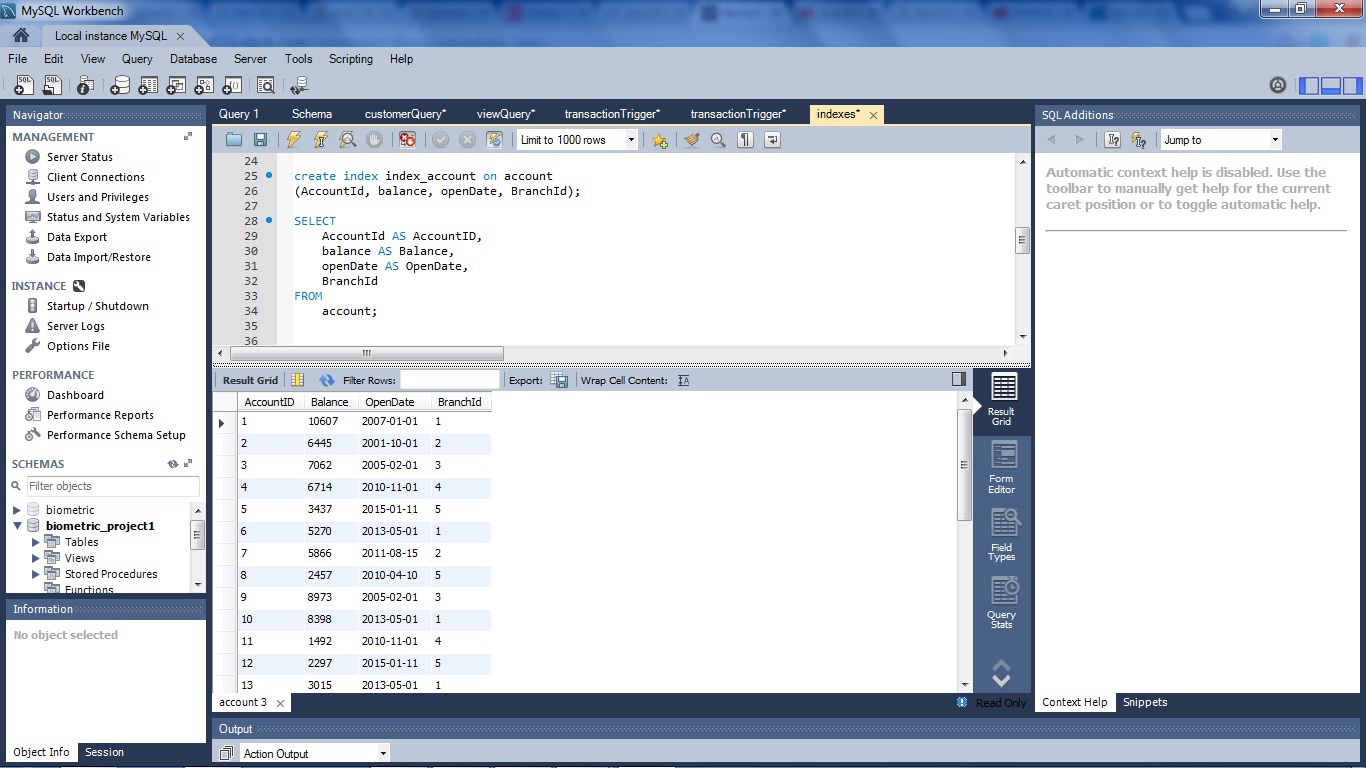 MySQL Workbench
Local instance MySQL
File Edit View Query Database Server Tools Scripting Help
Navigator
MANAGEMENT
Server Status
Client Connections
Users and Privileges
Status and System Variables
Data Export
Data Import/Restore
INSTANCE
Startup / Shutdown
Server Logs
Options File
PERFORMANCE
Dashboard
Performance Reports
Performance Schema Setup
SCHEMAS
Filter objects
biometric
biometric_project1
Tables
Views
Stored Procedures
Functions
Information
No object selected
Object Info Session
Query 1 Schema customerQuery* viewQuery* transactionTrigger* transactionTrigger* indexes*
Limit to 1000 rows
24
25 create index index_account on account
26 (AccountId, balance, openDate, BranchId);
27
28 SELECT
29 AccountId AS AccountID,
30 balance AS Balance,
31 openDate AS OpenDate,
32 BranchId
33 FROM
34 account;
35
36
Result Grid Filter Rows: Export: Wrap Cell Content:
AccountID Balance OpenDate BranchId
1 10607 2007-01-01 1
2 6445 2001-10-01 2
3 7062 2005-02-01 3
4 6714 2010-11-01 4
5 3437 2015-01-11 5
6 5270 2013-05-01 1
7 5866 2011-08-15 2
8 2457 2010-04-10 5
9 8973 2005-02-01 3
10 8398 2013-05-01 1
11 1492 2010-11-01 4
12 2297 2015-01-11 5
13 3015 2013-05-01 1
Result
Grid
Form
Editor
Field
Types
Query
Stats
account 3
Read Only
Output
Action Output
SQL Additions
Jump to
Automatic context help is disabled. Use the
toolbar to manually get help for the current
caret position or to toggle automatic help.
Context Help Snippets